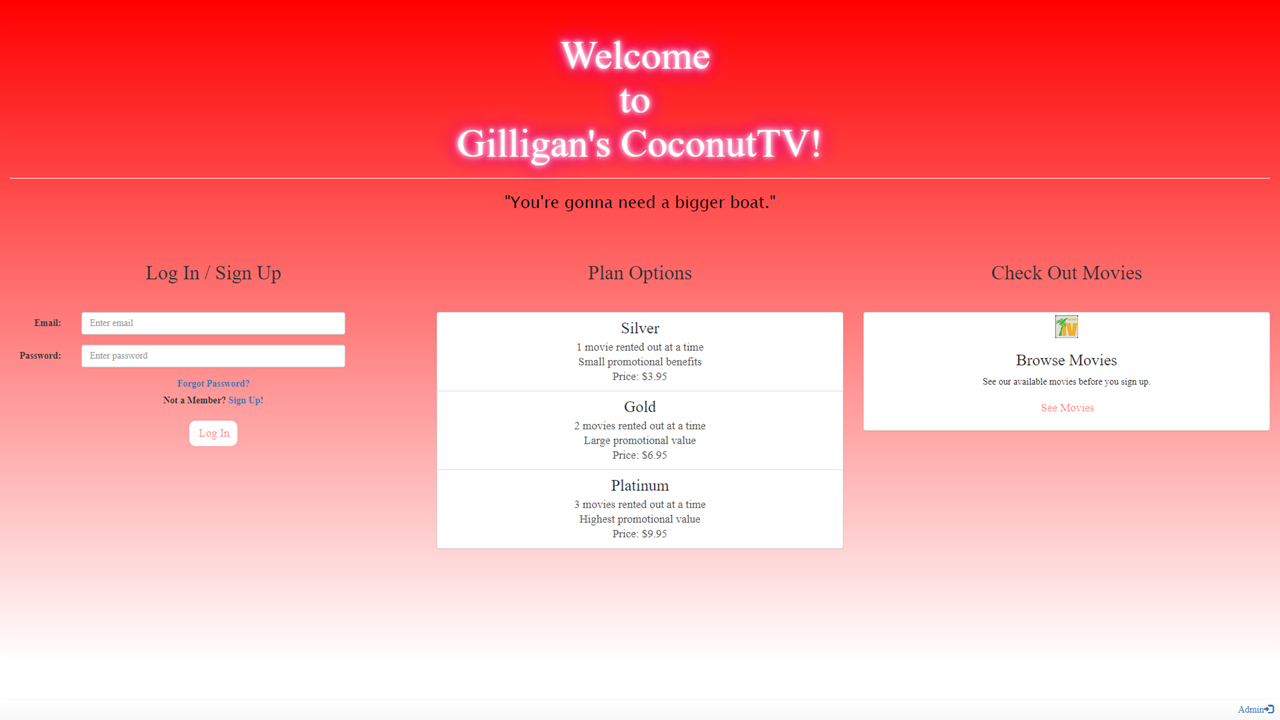 Welcome
to
Gilligan's CoconutTV!
"You're gonna need a bigger boat."
Log In / Sign Up
Email:
Enter email
Password:
Enter password
Forgot Password?
Not a Member? Sign Up!
Log In
Plan Options
Silver
1 movie rented out at a time
Small promotional benefits
Price: $3.95
Gold
2 movies rented out at a time
Large promotional value
Price: $6.95
Platinum
3 movies rented out at a time
Highest promotional value
Price: $9.95
Check Out Movies
TV
Browse Movies
See our available movies before you sign up.
See Movies
Admin